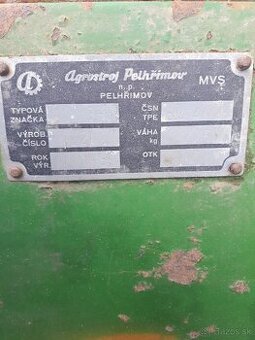 Agrostroj Pelhřimov MVS
n. p.
PELHŘIMOV
TYPOVÁ ZNAČKA
ČSN TPE
VÝROB. ČÍSLO
VÁHA kg
ROK VÝR.
OTK